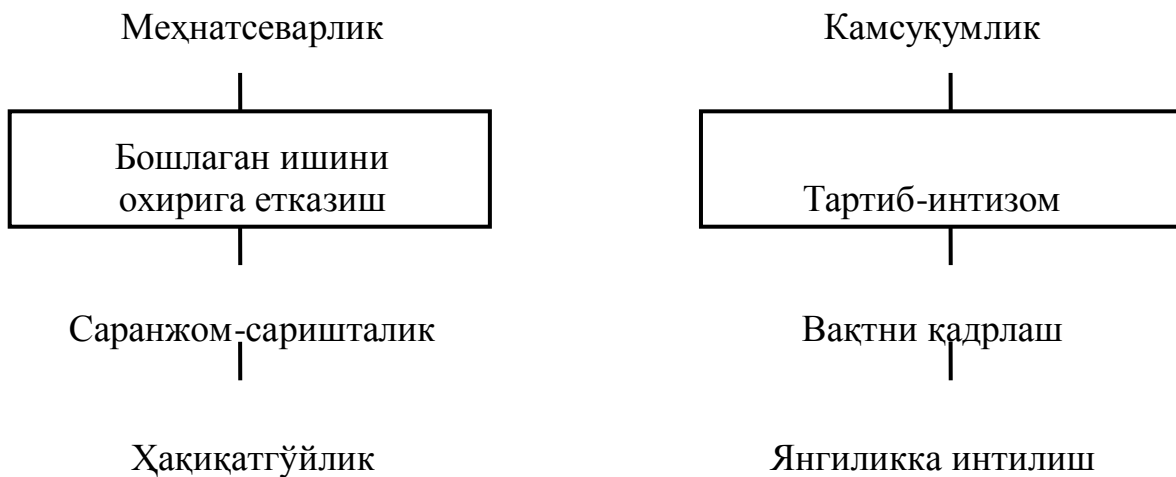 Меҳнатсеварлик
Камсуқумлик
Бошлаган ишини
охирига етказиш
Тартиб-интизом
Саранжом-саришталик
Вақтни қадрлаш
Ҳақиқатгўйлик
Янгиликка интилиш